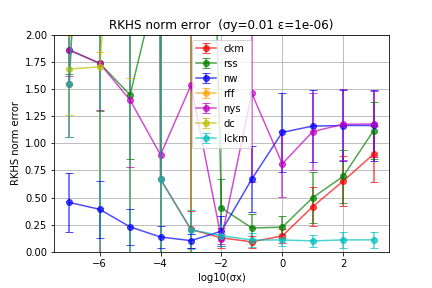 RKHS norm error  (σy=0.01 ε=1e-06)
RKHS norm error
2.00
1.75
1.50
1.25
1.00
0.75
0.50
0.25
0.00
ckm
rss
nw
rff
nys
dc
lckm
−6
−4
−2
0
2
log10(σx)